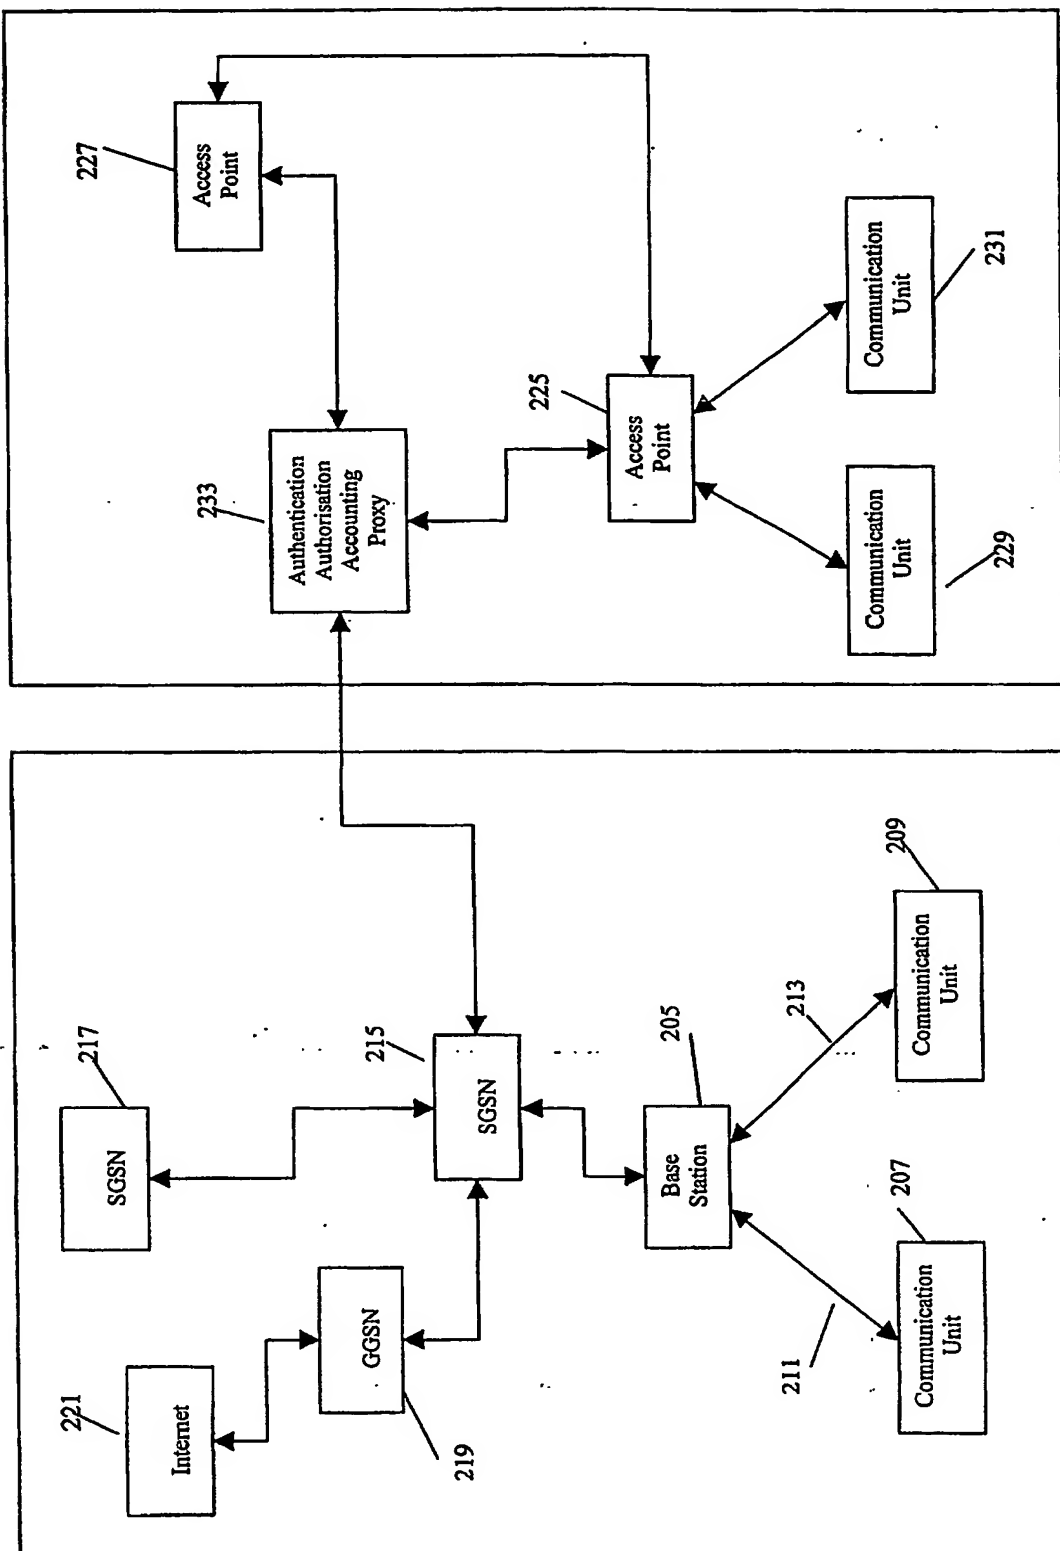 221
Internet
217
SGSN
GGSN
219
215
SGSN
205
Base
Station
213
211
207
Communication
Unit
209
Communication
Unit
227
Access
Point
233
Authentication
Authorisation
Accounting
Proxy
225
Access
Point
Communication
Unit
229
Communication
Unit
231